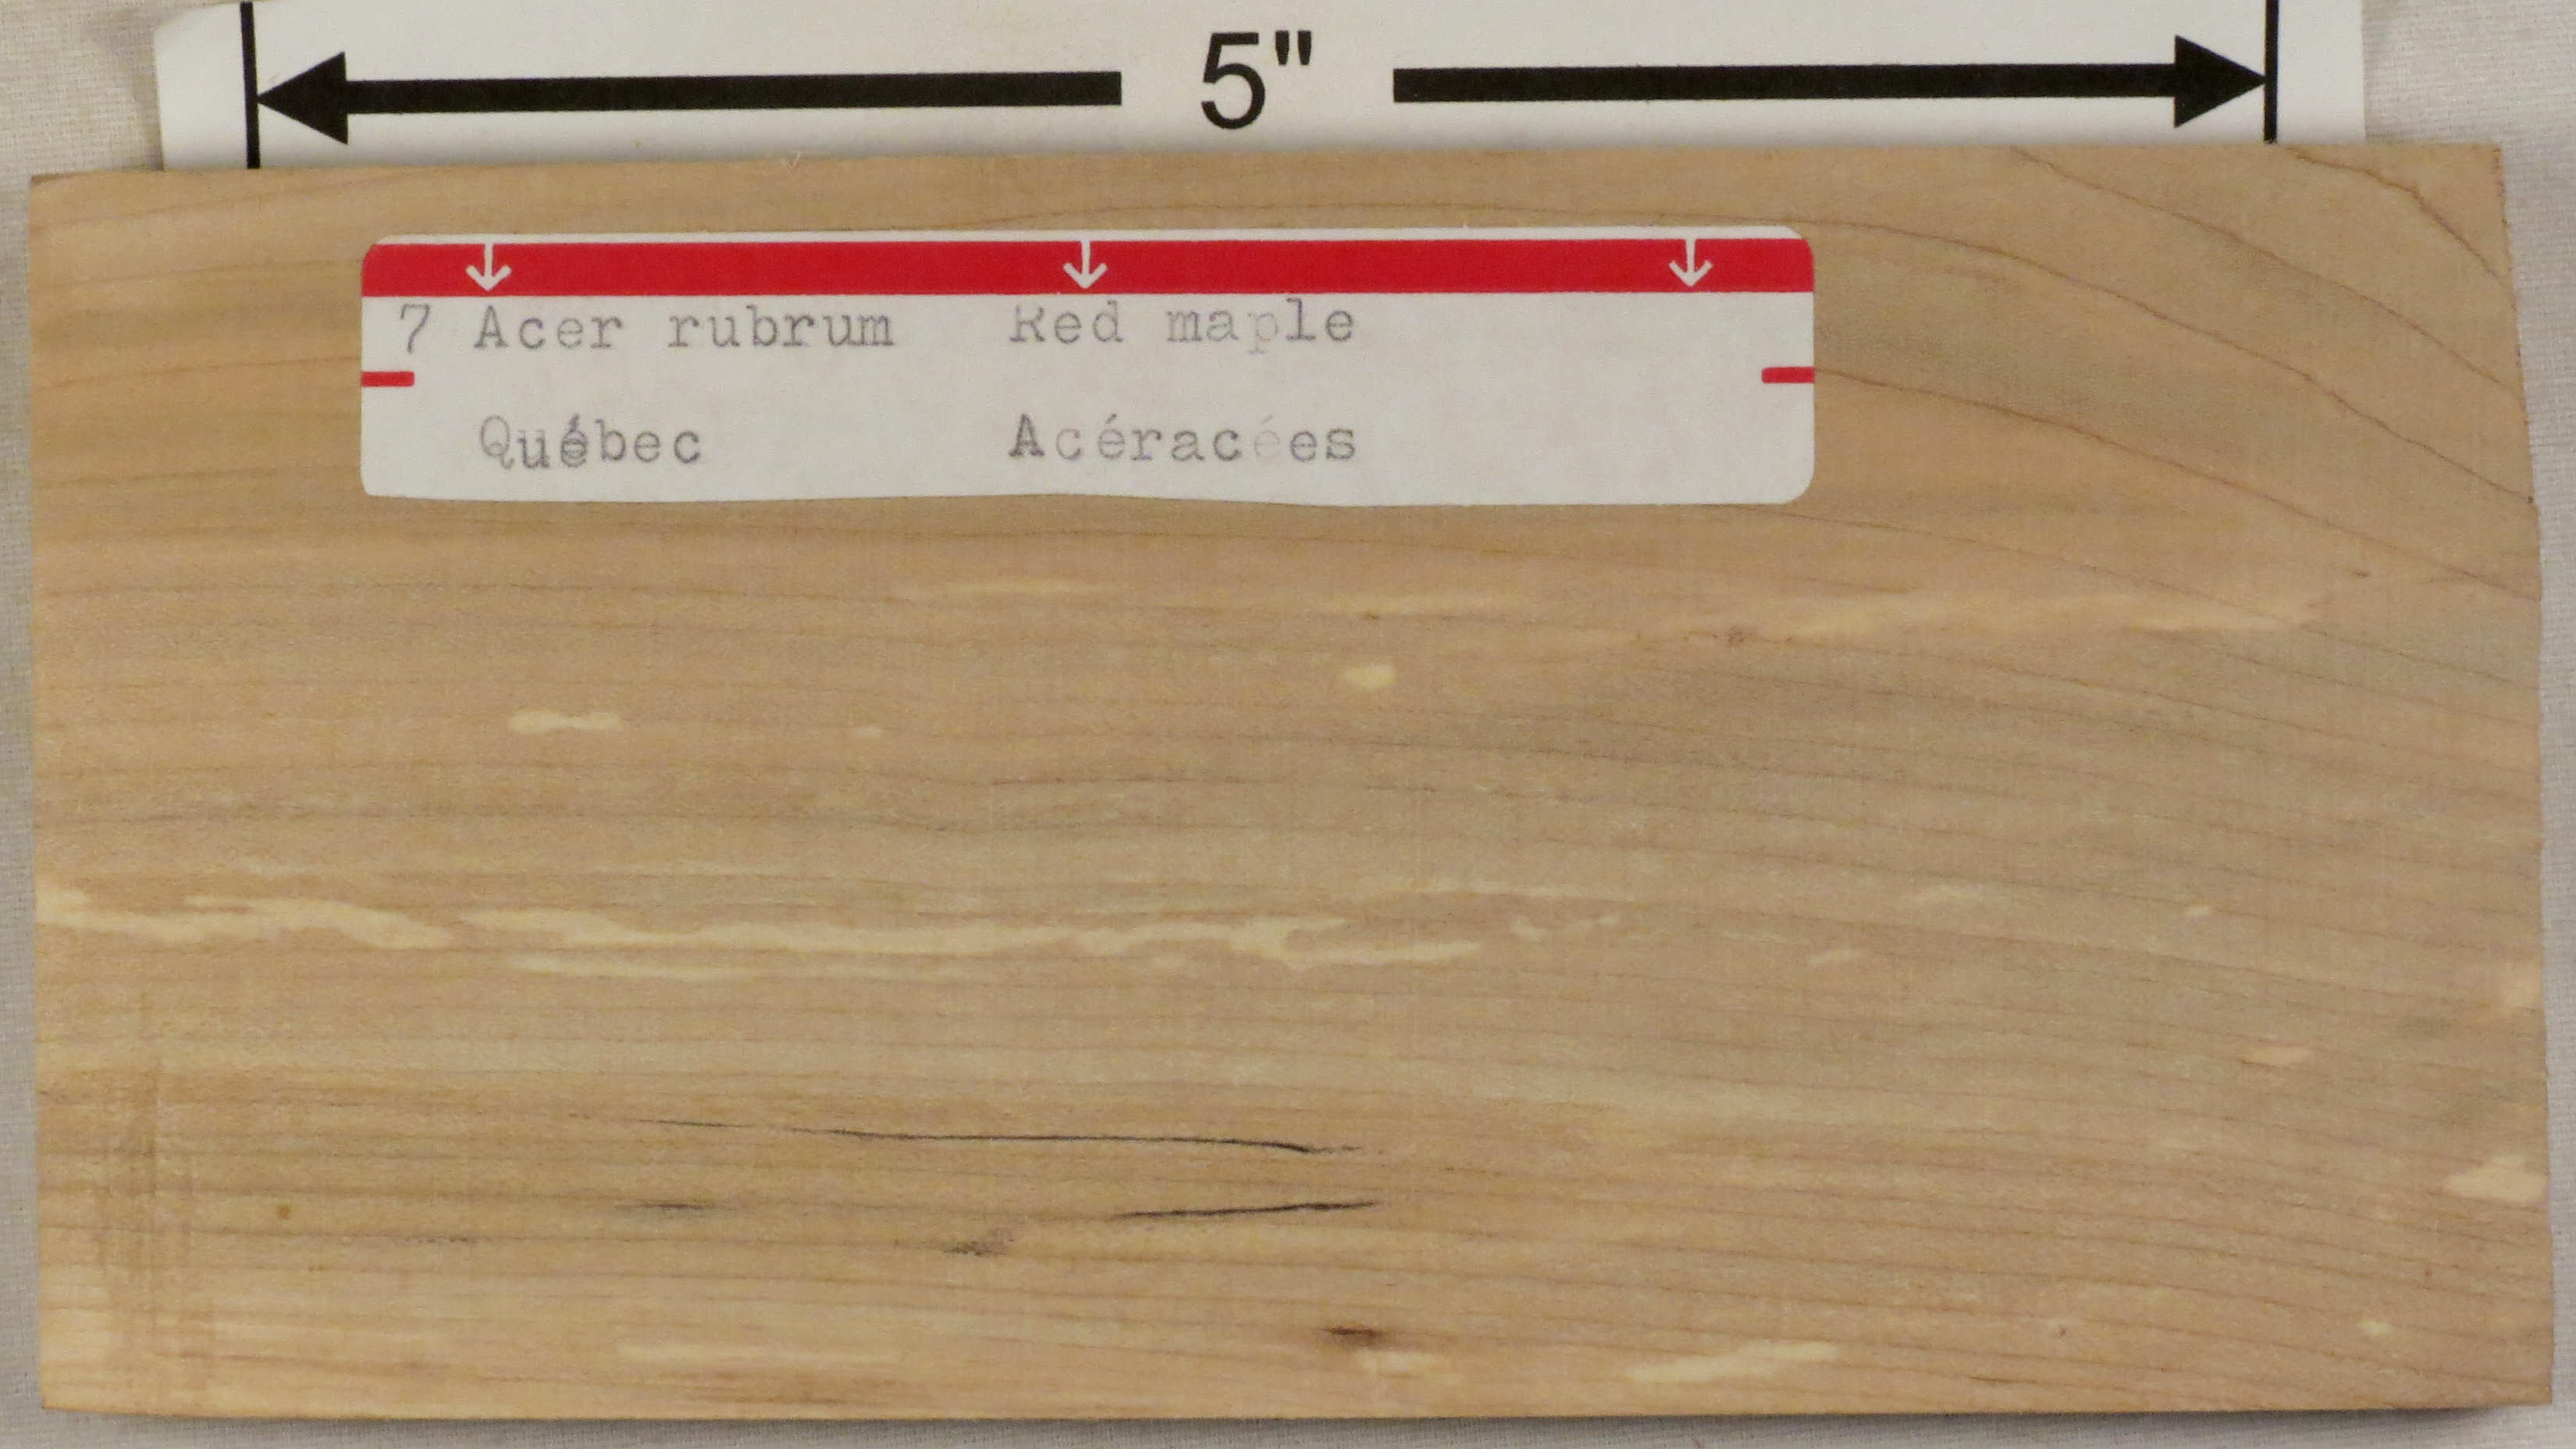 5"
7 Acer rubrum Red maple
Québec Acéracées